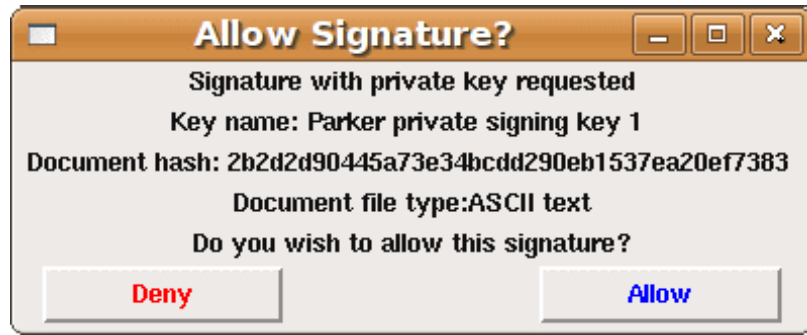 Allow Signature?
Signature with private key requested
Key name: Parker private signing key 1
Document hash: 2b2d2d90445a73e34bcdd290eb1537ea20ef7383
Document file type:ASCII text
Do you wish to allow this signature?
Deny Allow